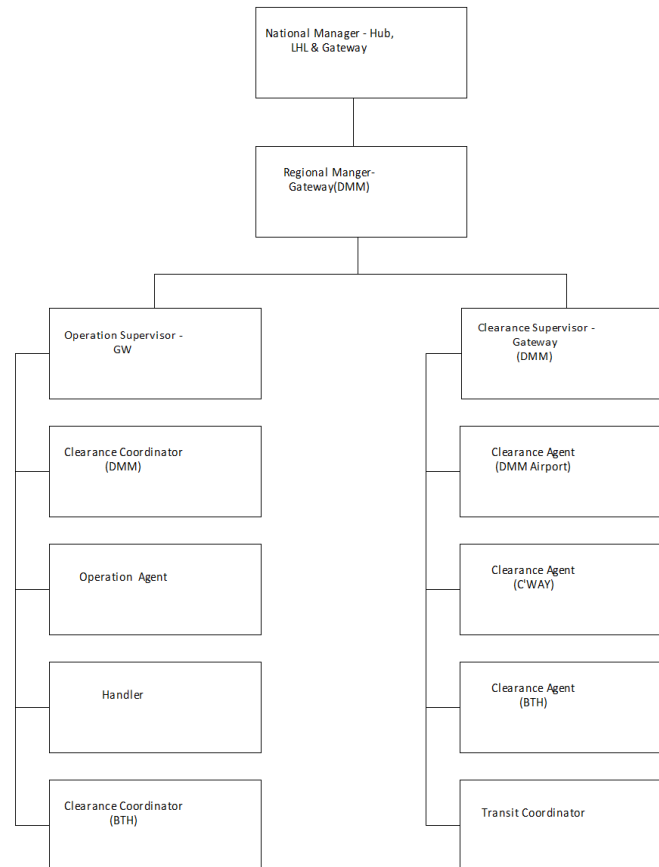 National Manager - Hub,
LHL & Gateway
Regional Manger-
Gateway(DMM)
Operation Supervisor -
GW
Clearance Coordinator
(DMM)
Operation Agent
Handler
Clearance Coordinator
(BTH)
Clearance Supervisor -
Gateway
(DMM)
Clearance Agent
(DMM Airport)
Clearance Agent
(C'WAY)
Clearance Agent
(BTH)
Transit Coordinator